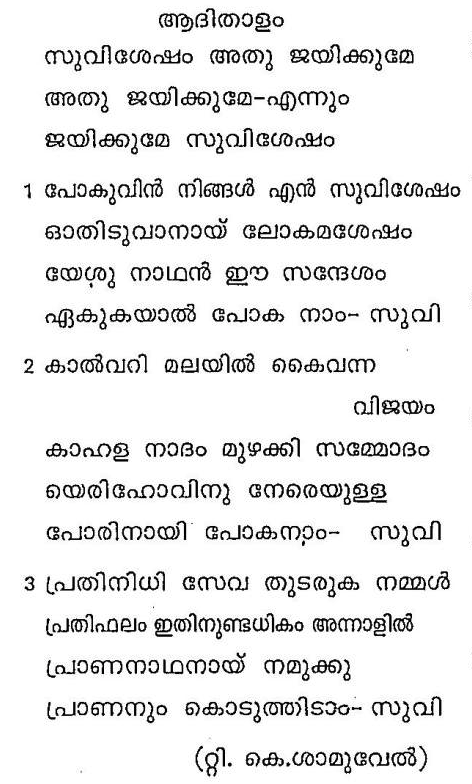 ആദിതാളം
സുവിശേഷം അതു ജയിക്കുമേ
അതു ജയിക്കുമേ-എന്നും
ജയിക്കുമേ സുവിശേഷം
1 പോകുവിൻ നിങ്ങൾ എൻ സുവിശേഷം
ഓതിടുവാനായ് ലോകമശേഷം
യേശു നാഥൻ ഈ സന്ദേശം
ഏകുകയാൽ പോക നാം- സുവി
2 കാൽവറി മലയിൽ കൈവന്ന
വിജയം
കാഹള നാദം മുഴക്കി സമ്മോദം
യെരിഹോവിനു നേരെയുള്ള
പോരിനായി പോകനാം- സുവി
3 പ്രതിനിധി സേവ തുടരുക നമ്മൾ
പ്രതിഫലം ഇതിനുണ്ടധികം അന്നാളിൽ
പ്രാണനാഥനായ് നമുക്കു
പ്രാണനും കൊടുത്തിടാം- സുവി
(റ്റി. കെ.ശാമുവേൽ)